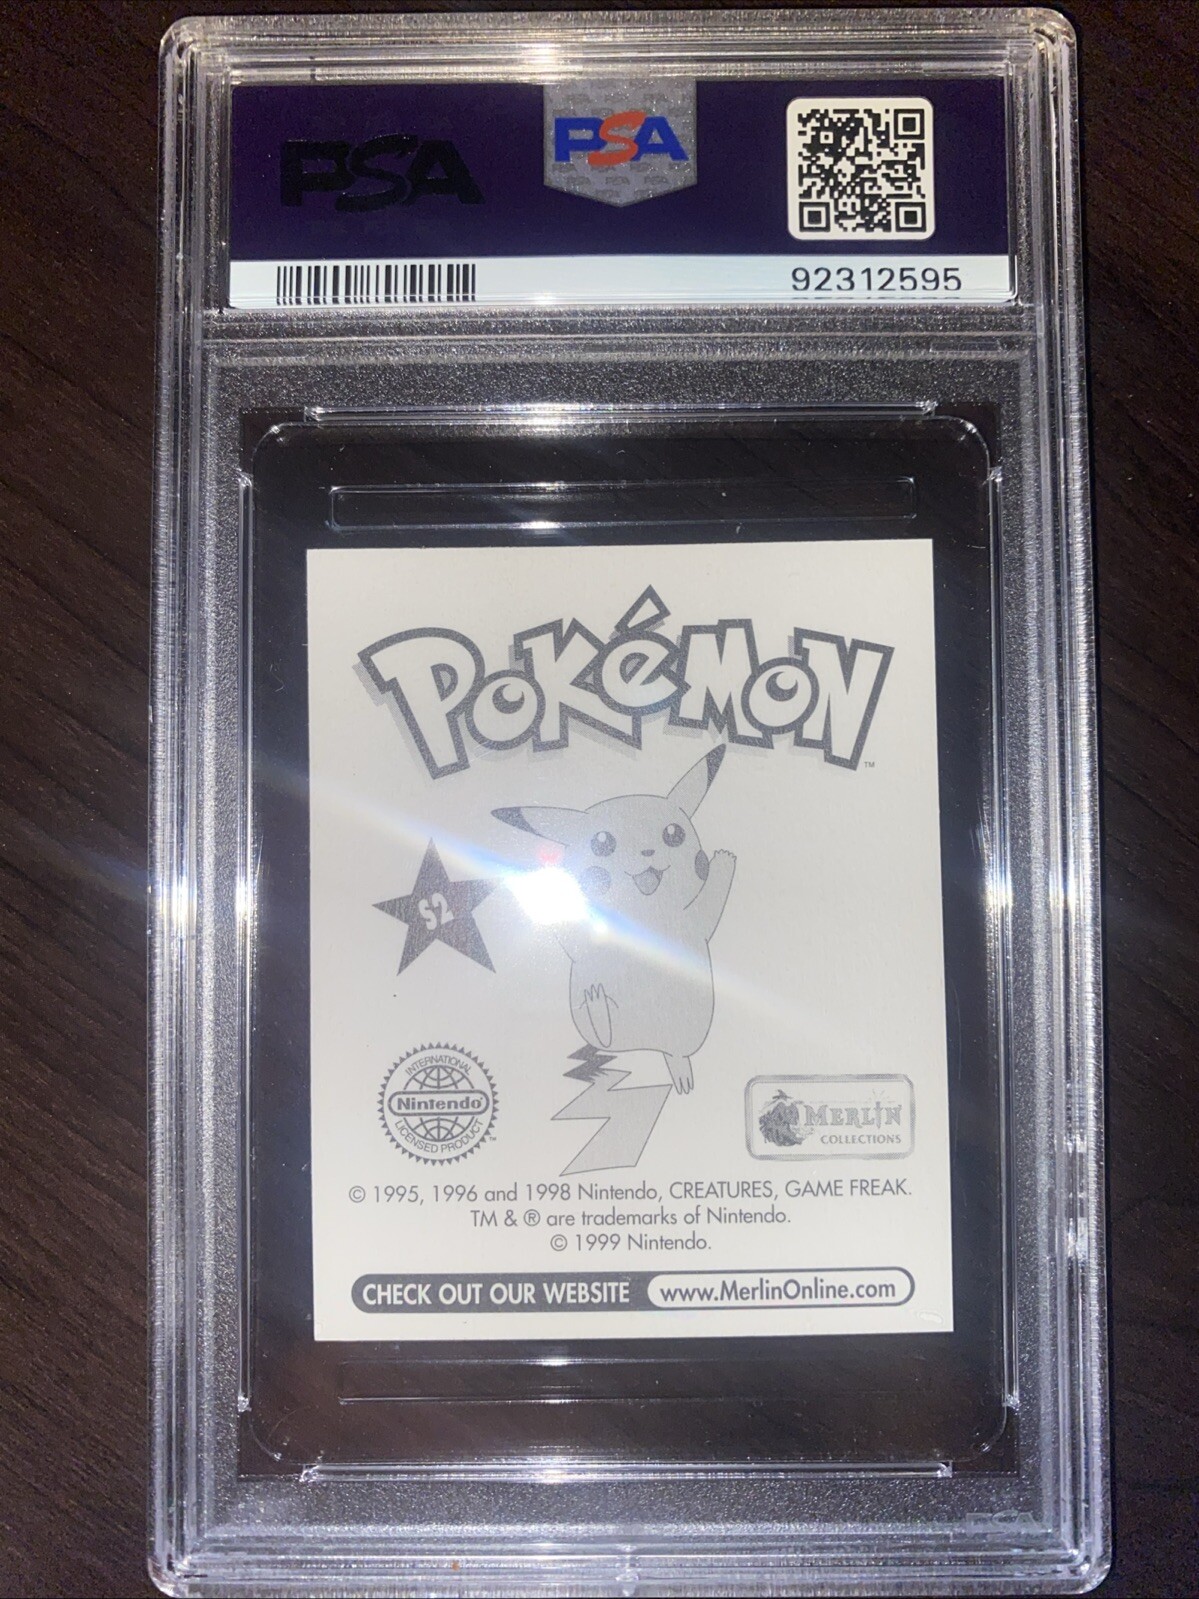 PSA
PSA
92312595
POKéMON
TM
S2
INTERNATIONAL
Nintendo®
LICENSED PRODUCT
MERLIN
COLLECTIONS
© 1995, 1996 and 1998 Nintendo, CREATURES, GAME FREAK.
TM & ® are trademarks of Nintendo.
© 1999 Nintendo.
CHECK OUT OUR WEBSITE www.MerlinOnline.com